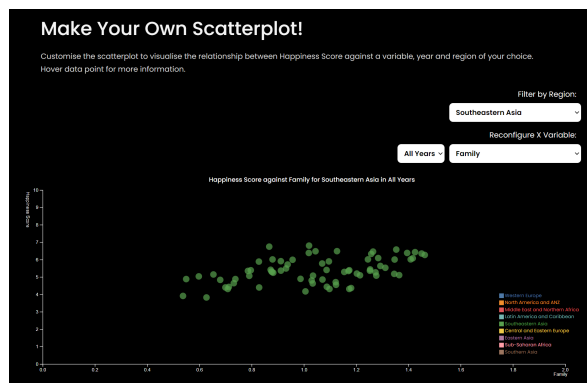 Make Your Own Scatterplot!
Customise the scatterplot to visualise the relationship between Happiness Score against a variable, year and region of your choice.
Hover data point for more information.
Filter by Region:
Southeastern Asia
Reconfigure X Variable:
All Years
Family
Happiness Score against Family for Southeastern Asia in All Years
Happiness Score
10
9
8
7
6
5
4
3
2
1
0
0.0
0.2
0.4
0.6
0.8
1.0
1.2
1.4
1.6
1.8
2.0
Family
Western Europe
North America and ANZ
Middle East and Northern Africa
Latin America and Caribbean
Southeastern Asia
Central and Eastern Europe
Eastern Asia
Sub-Saharan Africa
Southern Asia